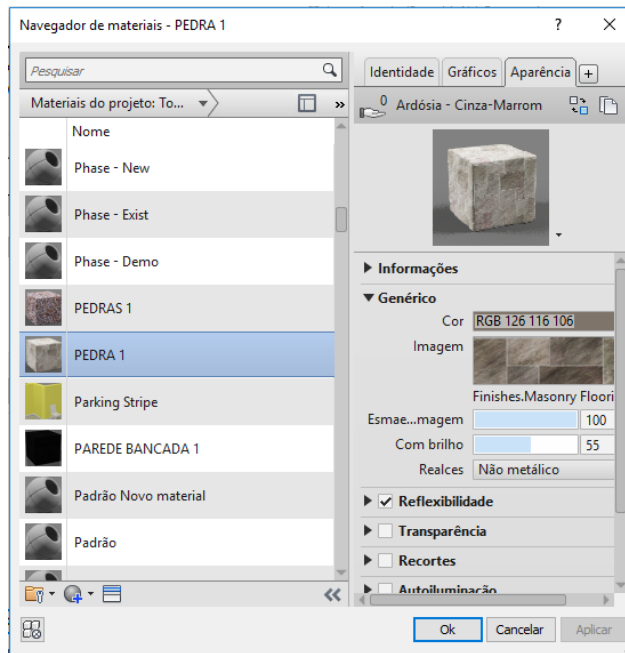 Navegador de materiais - PEDRA 1
?
Pesquisar
Materiais do projeto: To...
»
Nome
Phase - New
Phase - Exist
Phase - Demo
PEDRAS 1
PEDRA 1
Parking Stripe
PAREDE BANCADA 1
Padrão Novo material
Padrão
Identidade
Gráficos
Aparência
+
0
Ardósia - Cinza-Marrom
Informações
Genérico
Cor RGB 126 116 106
Imagem
Finishes.Masonry Floori
Esmae...magem 100
Com brilho 55
Realces Não metálico
Reflexibilidade
Transparência
Recortes
Autoiluminação
Ok
Cancelar
Aplicar